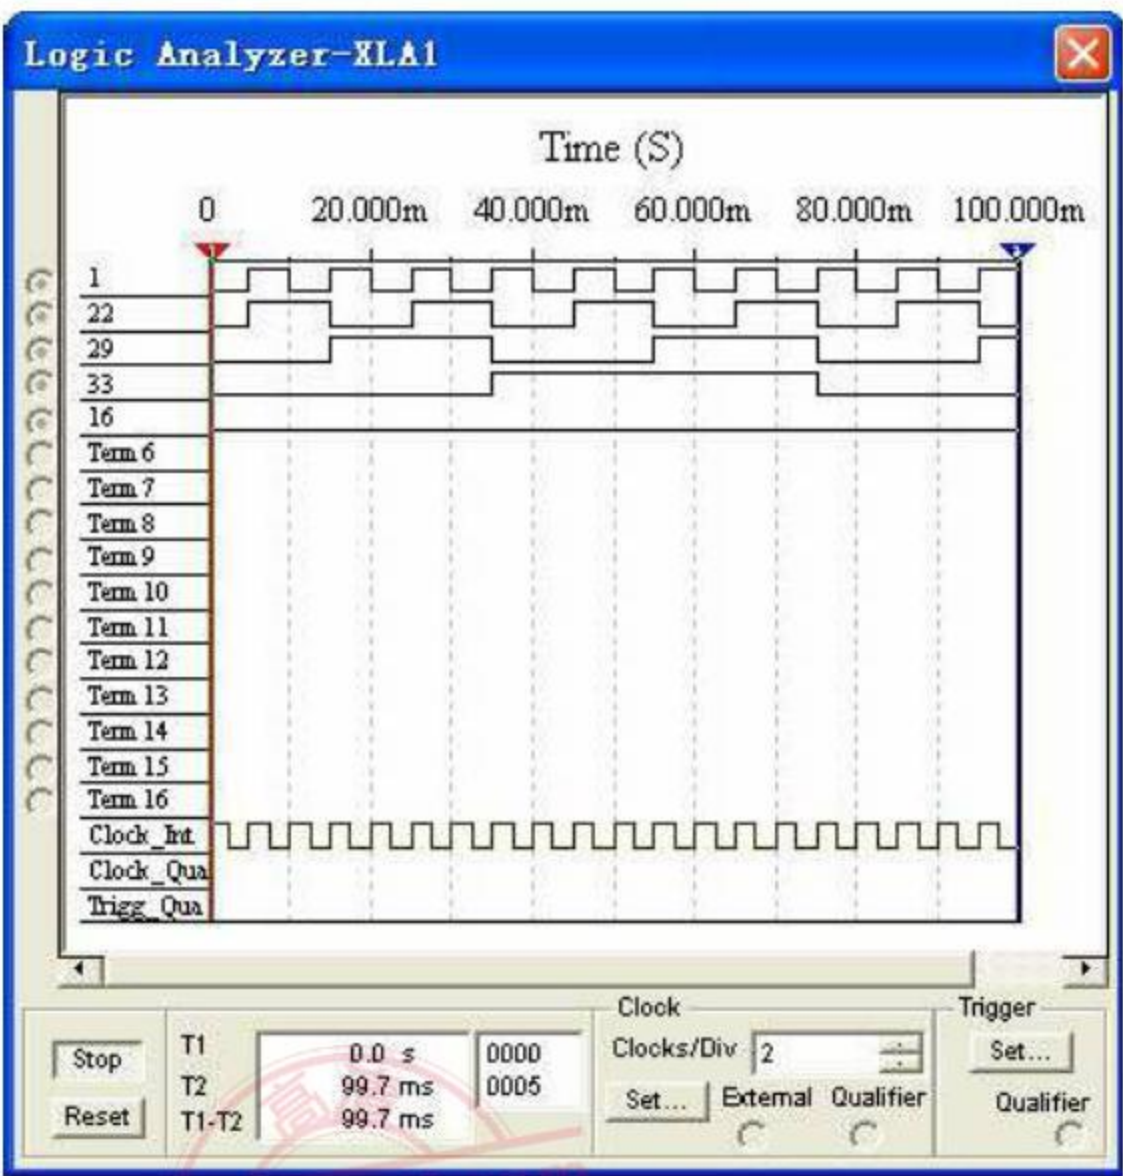 Logic Analyzer-XLA1
Time (S)
0 20.000m 40.000m 60.000m 80.000m 100.000m
1
22
29
33
16
Term 6
Term 7
Term 8
Term 9
Term 10
Term 11
Term 12
Term 13
Term 14
Term 15
Term 16
Clock_Int
Clock_Qua
Trigg_Qua
Stop
Reset
T1 0.0 s 0000
T2 99.7 ms 0005
T1-T2 99.7 ms
Clock
Clocks/Div 2
Set... External Qualifier
Trigger
Set...
Qualifier